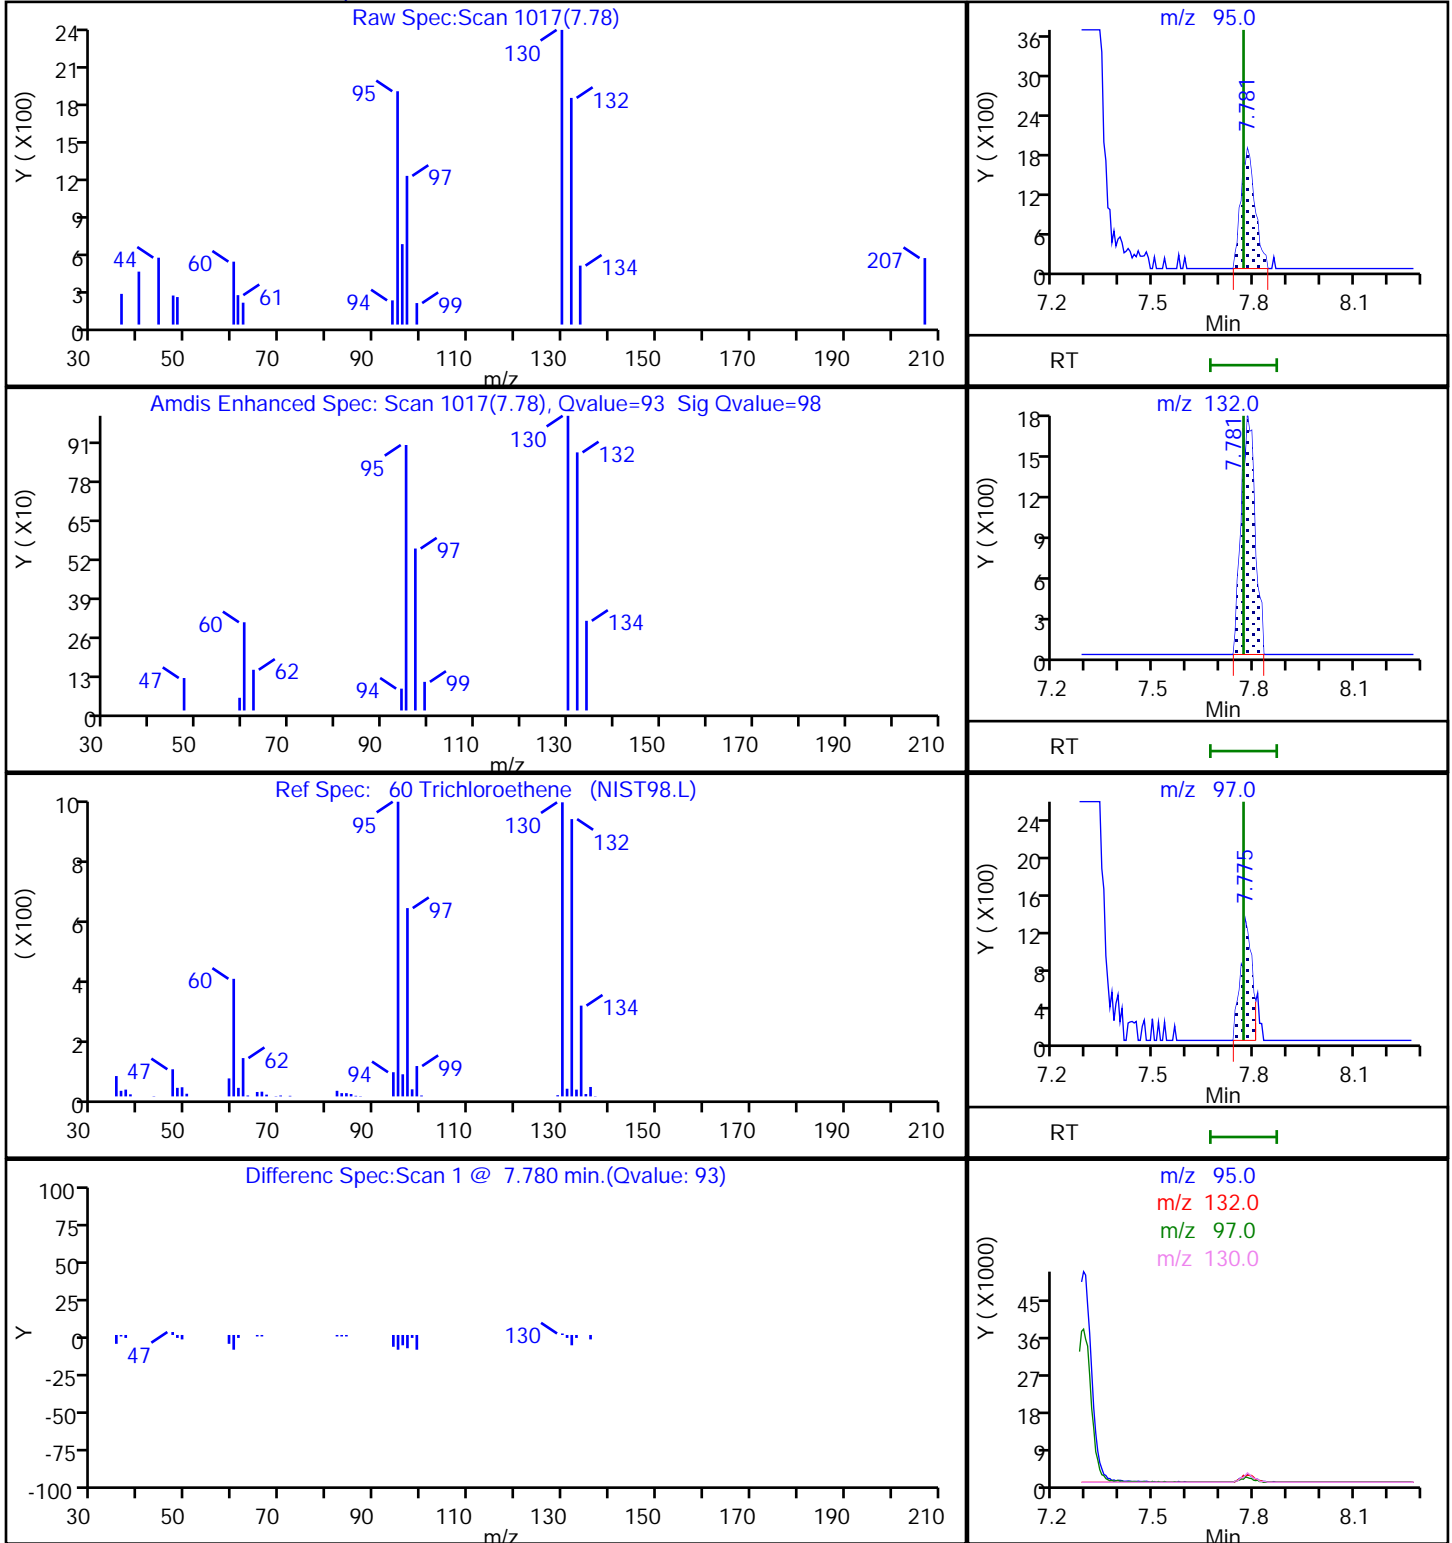 Raw Spec:Scan 1017(7.78)
Y ( X100)
24
21
18
15
12
9
6
3
0
130
95
132
97
44
60
61
94
99
134
207
30 50 70 90 110 130 150 170 190 210
m/z
m/z 95.0
Y ( X100)
36
30
24
18
12
6
0
7.781
7.2 7.5 7.8 8.1
Min
RT
Amdis Enhanced Spec: Scan 1017(7.78), Qvalue=93 Sig Qvalue=98
Y ( X10)
91
78
65
52
39
26
13
0
130
95
132
97
60
134
47
62
94
99
30 50 70 90 110 130 150 170 190 210
m/z
m/z 132.0
Y ( X100)
18
15
12
9
6
3
0
7.781
7.2 7.5 7.8 8.1
Min
RT
Ref Spec: 60 Trichloroethene (NIST98.L)
( X100)
10
8
6
4
2
0
95
130
132
97
60
134
47
62
94
99
30 50 70 90 110 130 150 170 190 210
m/z
m/z 97.0
Y ( X100)
24
20
16
12
8
4
0
7.775
7.2 7.5 7.8 8.1
Min
RT
Differenc Spec:Scan 1 @ 7.780 min.(Qvalue: 93)
Y
100
75
50
25
0
-25
-50
-75
-100
47
130
30 50 70 90 110 130 150 170 190 210
m/z
m/z 95.0
m/z 132.0
m/z 97.0
m/z 130.0
Y ( X1000)
45
36
27
18
9
0
7.2 7.5 7.8 8.1
Min